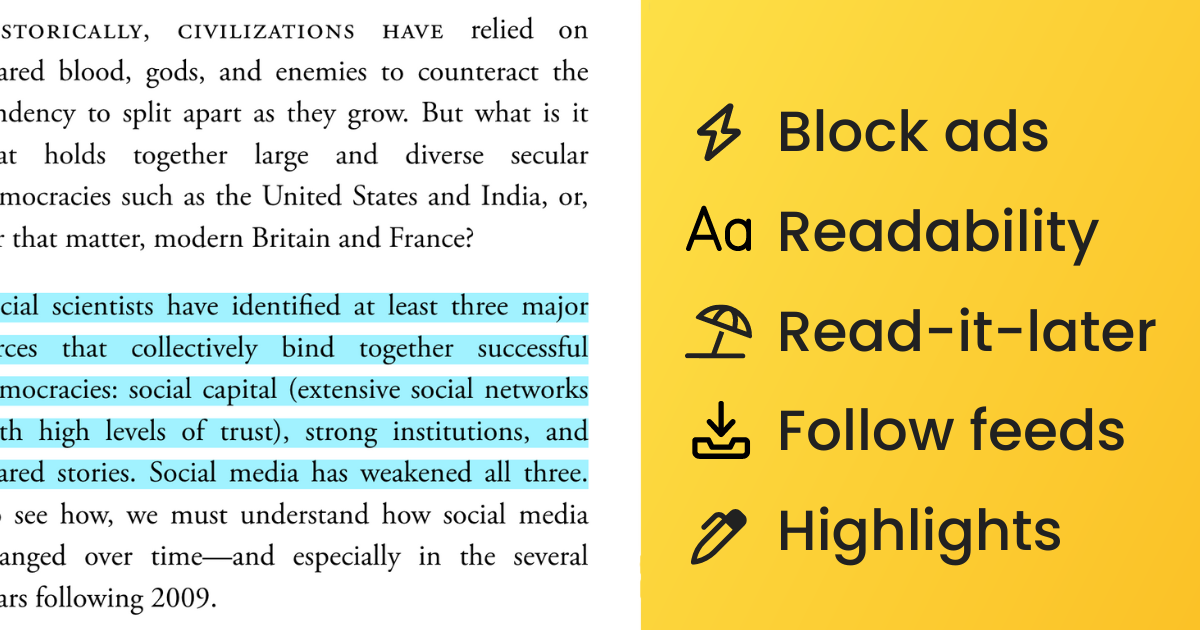 STORICALLY, CIVILIZATIONS HAVE relied on
ared blood, gods, and enemies to counteract the
ndency to split apart as they grow. But what is it
at holds together large and diverse secular
mocracies such as the United States and India, or,
r that matter, modern Britain and France?
cial scientists have identified at least three major
rces that collectively bind together successful
mocracies: social capital (extensive social networks
th high levels of trust), strong institutions, and
ared stories. Social media has weakened all three.
o see how, we must understand how social media
anged over time—and especially in the several
ars following 2009.
Block ads
Aa Readability
Read-it-later
Follow feeds
Highlights